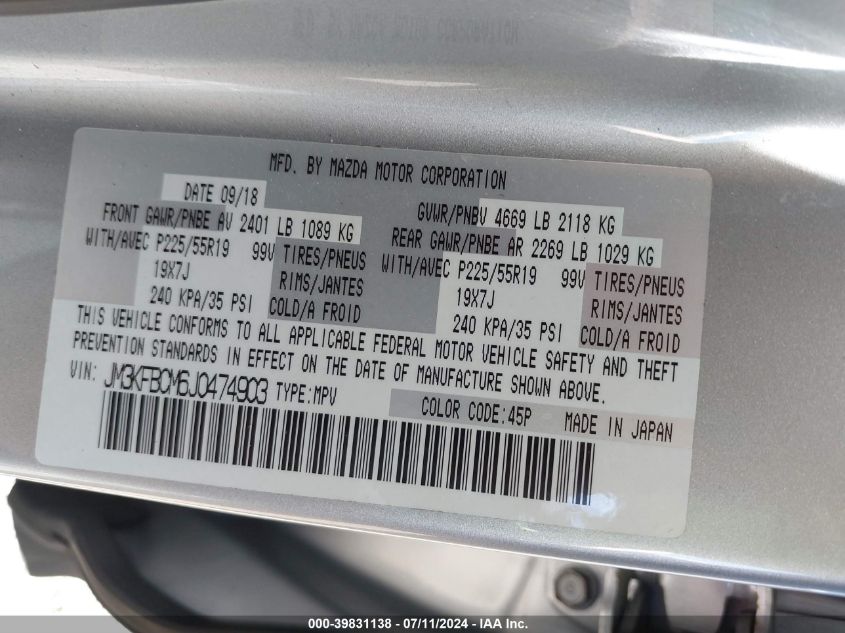 MFD. BY MAZDA MOTOR CORPORATION
DATE 09/18
GVWR/PNBV 4669 LB 2118 KG
FRONT GAWR/PNBE AV 2401 LB 1089 KG
REAR GAWR/PNBE AR 2269 LB 1029 KG
WITH/AVEC P225/55R19 99V TIRES/PNEUS
19X7J RIMS/JANTES
240 KPA/35 PSI COLD/A FROID
WITH/AVEC P225/55R19 99V TIRES/PNEUS
19X7J RIMS/JANTES
240 KPA/35 PSI COLD/A FROID
THIS VEHICLE CONFORMS TO ALL APPLICABLE FEDERAL MOTOR VEHICLE SAFETY AND THEFT
PREVENTION STANDARDS IN EFFECT ON THE DATE OF MANUFACTURE SHOWN ABOVE.
VIN: JM3KFBCM6J0474903 TYPE:MPV
COLOR CODE:45P MADE IN JAPAN
000-39831138 - 07/11/2024 - IAA Inc.